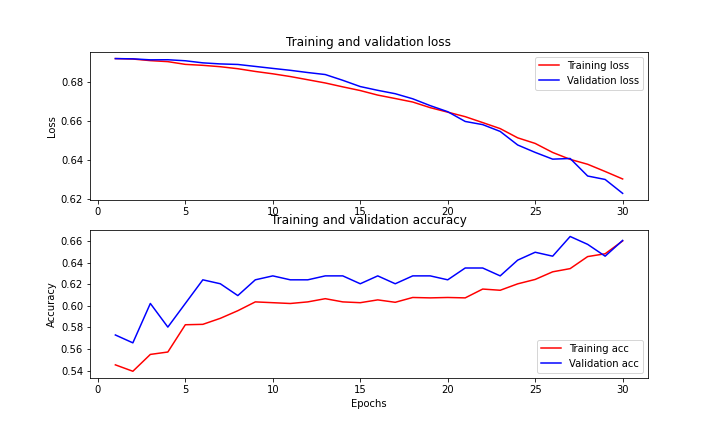 Training and validation loss
Loss
0.68
0.66
0.64
0.62
Training loss
Validation loss
0 5 10 15 20 25 30
Training and validation accuracy
Accuracy
0.66
0.64
0.62
0.60
0.58
0.56
0.54
Training acc
Validation acc
0 5 10 15 20 25 30
Epochs